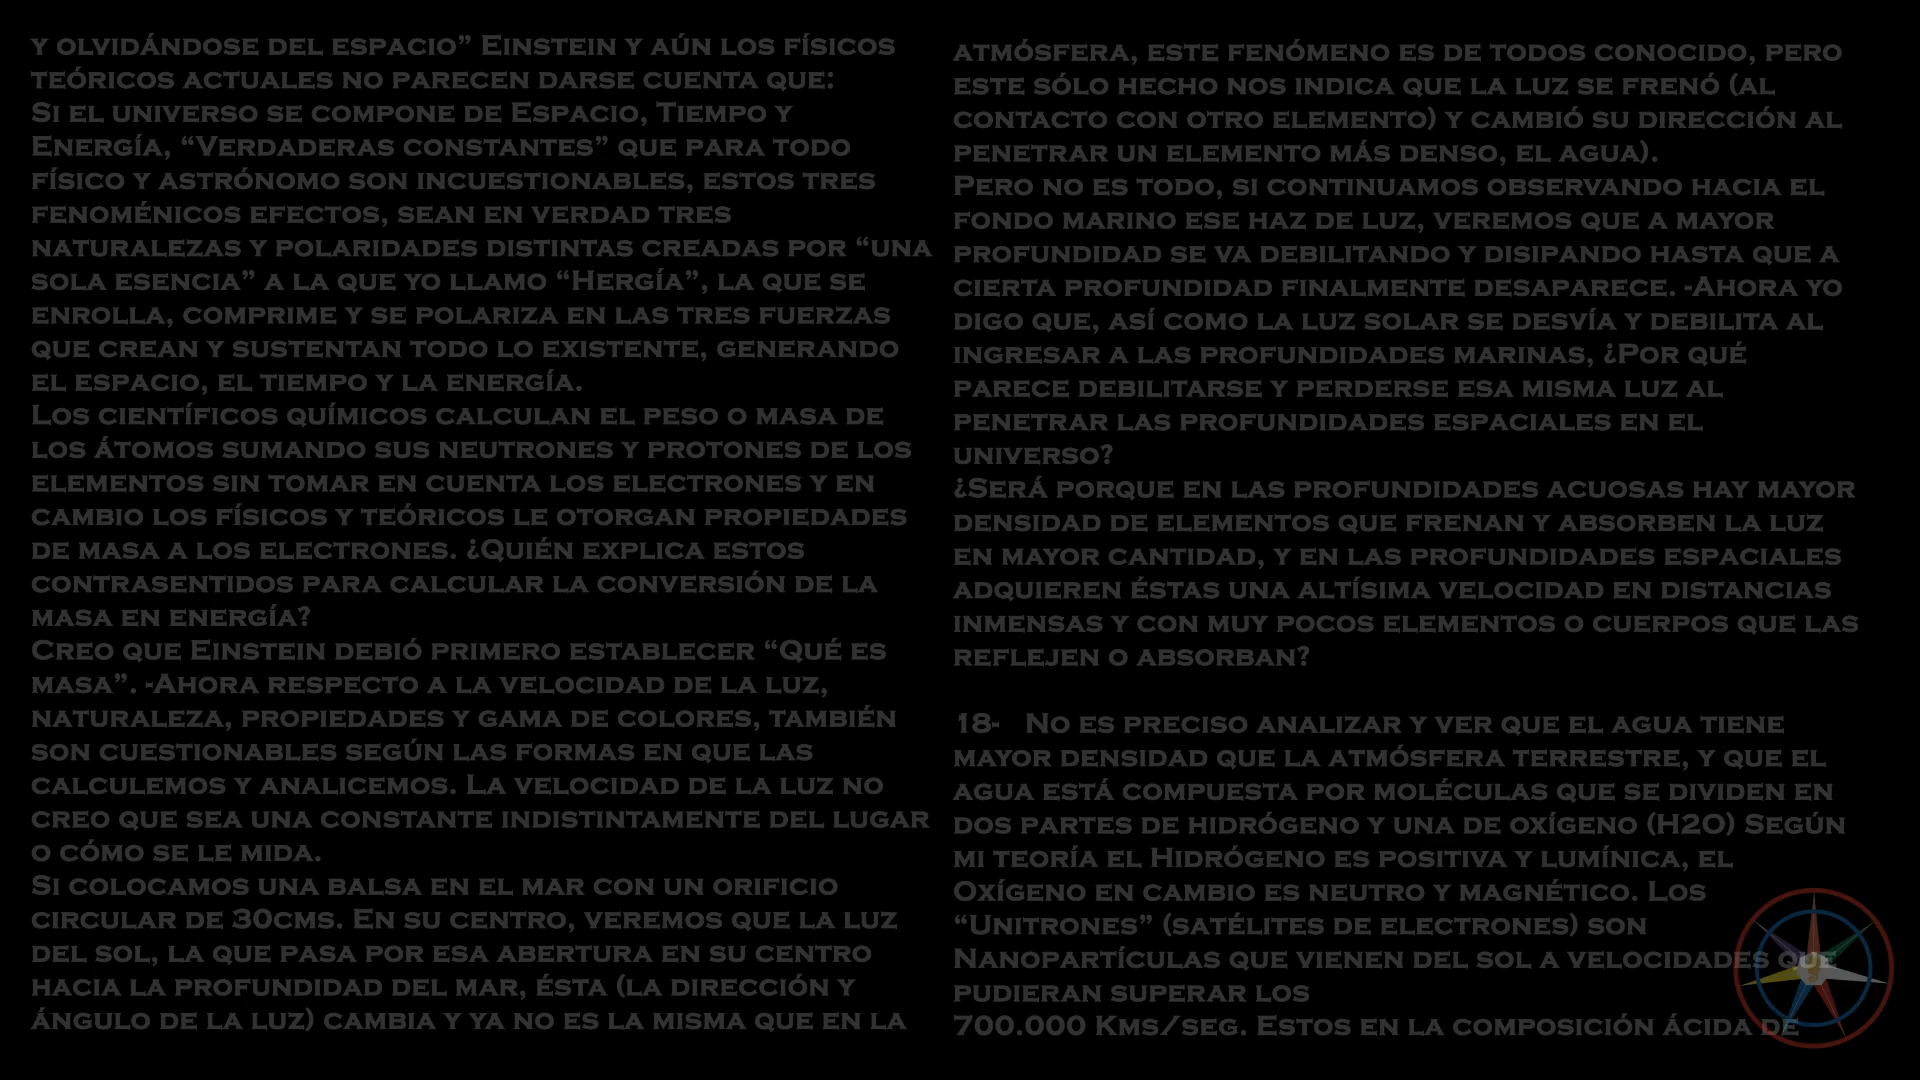 Y OLVIDÁNDOSE DEL ESPACIO” EINSTEIN Y AÚN LOS FÍSICOS
TEÓRICOS ACTUALES NO PARECEN DARSE CUENTA QUE:
SI EL UNIVERSO SE COMPONE DE ESPACIO, TIEMPO Y
ENERGÍA, “VERDADERAS CONSTANTES” QUE PARA TODO
FÍSICO Y ASTRÓNOMO SON INCUESTIONABLES, ESTOS TRES
FENOMÉNICOS EFECTOS, SEAN EN VERDAD TRES
NATURALEZAS Y POLARIDADES DISTINTAS CREADAS POR “UNA
SOLA ESENCIA” A LA QUE YO LLAMO “HERGÍA”, LA QUE SE
ENROLLA, COMPRIME Y SE POLARIZA EN LAS TRES FUERZAS
QUE CREAN Y SUSTENTAN TODO LO EXISTENTE, GENERANDO
EL ESPACIO, EL TIEMPO Y LA ENERGÍA.
LOS CIENTÍFICOS QUÍMICOS CALCULAN EL PESO O MASA DE
LOS ÁTOMOS SUMANDO SUS NEUTRONES Y PROTONES DE LOS
ELEMENTOS SIN TOMAR EN CUENTA LOS ELECTRONES Y EN
CAMBIO LOS FÍSICOS Y TEÓRICOS LE OTORGAN PROPIEDADES
DE MASA A LOS ELECTRONES. ¿QUIÉN EXPLICA ESTOS
CONTRASENTIDOS PARA CALCULAR LA CONVERSIÓN DE LA
MASA EN ENERGÍA?
CREO QUE EINSTEIN DEBIÓ PRIMERO ESTABLECER “QUÉ ES
MASA”. -AHORA RESPECTO A LA VELOCIDAD DE LA LUZ,
NATURALEZA, PROPIEDADES Y GAMA DE COLORES, TAMBIÉN
SON CUESTIONABLES SEGÚN LAS FORMAS EN QUE LAS
CALCULEMOS Y ANALICEMOS. LA VELOCIDAD DE LA LUZ NO
CREO QUE SEA UNA CONSTANTE INDISTINTAMENTE DEL LUGAR
O CÓMO SE LE MIDA.
SI COLOCAMOS UNA BALSA EN EL MAR CON UN ORIFICIO
CIRCULAR DE 30CMS. EN SU CENTRO, VEREMOS QUE LA LUZ
DEL SOL, LA QUE PASA POR ESA ABERTURA EN SU CENTRO
HACIA LA PROFUNDIDAD DEL MAR, ÉSTA (LA DIRECCIÓN Y
ÁNGULO DE LA LUZ) CAMBIA Y YA NO ES LA MISMA QUE EN LA
ATMÓSFERA, ESTE FENÓMENO ES DE TODOS CONOCIDO, PERO
ESTE SÓLO HECHO NOS INDICA QUE LA LUZ SE FRENÓ (AL
CONTACTO CON OTRO ELEMENTO) Y CAMBIÓ SU DIRECCIÓN AL
PENETRAR UN ELEMENTO MÁS DENSO, EL AGUA).
PERO NO ES TODO, SI CONTINUAMOS OBSERVANDO HACIA EL
FONDO MARINO ESE HAZ DE LUZ, VEREMOS QUE A MAYOR
PROFUNDIDAD SE VA DEBILITANDO Y DISIPANDO HASTA QUE A
CIERTA PROFUNDIDAD FINALMENTE DESAPARECE. -AHORA YO
DIGO QUE, ASÍ COMO LA LUZ SOLAR SE DESVÍA Y DEBILITA AL
INGRESAR A LAS PROFUNDIDADES MARINAS, ¿POR QUÉ
PARECE DEBILITARSE Y PERDERSE ESA MISMA LUZ AL
PENETRAR LAS PROFUNDIDADES ESPACIALES EN EL
UNIVERSO?
¿SERÁ PORQUE EN LAS PROFUNDIDADES ACUOSAS HAY MAYOR
DENSIDAD DE ELEMENTOS QUE FRENAN Y ABSORBEN LA LUZ
EN MAYOR CANTIDAD, Y EN LAS PROFUNDIDADES ESPACIALES
ADQUIEREN ÉSTAS UNA ALTÍSIMA VELOCIDAD EN DISTANCIAS
INMENSAS Y CON MUY POCOS ELEMENTOS O CUERPOS QUE LAS
REFLEJEN O ABSORBAN?
18- NO ES PRECISO ANALIZAR Y VER QUE EL AGUA TIENE
MAYOR DENSIDAD QUE LA ATMÓSFERA TERRESTRE, Y QUE EL
AGUA ESTÁ COMPUESTA POR MOLÉCULAS QUE SE DIVIDEN EN
DOS PARTES DE HIDRÓGENO Y UNA DE OXÍGENO (H2O) SEGÚN
MI TEORÍA EL HIDRÓGENO ES POSITIVA Y LUMÍNICA, EL
OXÍGENO EN CAMBIO ES NEUTRO Y MAGNÉTICO. LOS
“UNITRONES” (SATÉLITES DE ELECTRONES) SON
NANOPARTÍCULAS QUE VIENEN DEL SOL A VELOCIDADES QUE
PUDIERAN SUPERAR LOS
700.000 KMS/SEG. ESTOS EN LA COMPOSICIÓN ÁCIDA DE